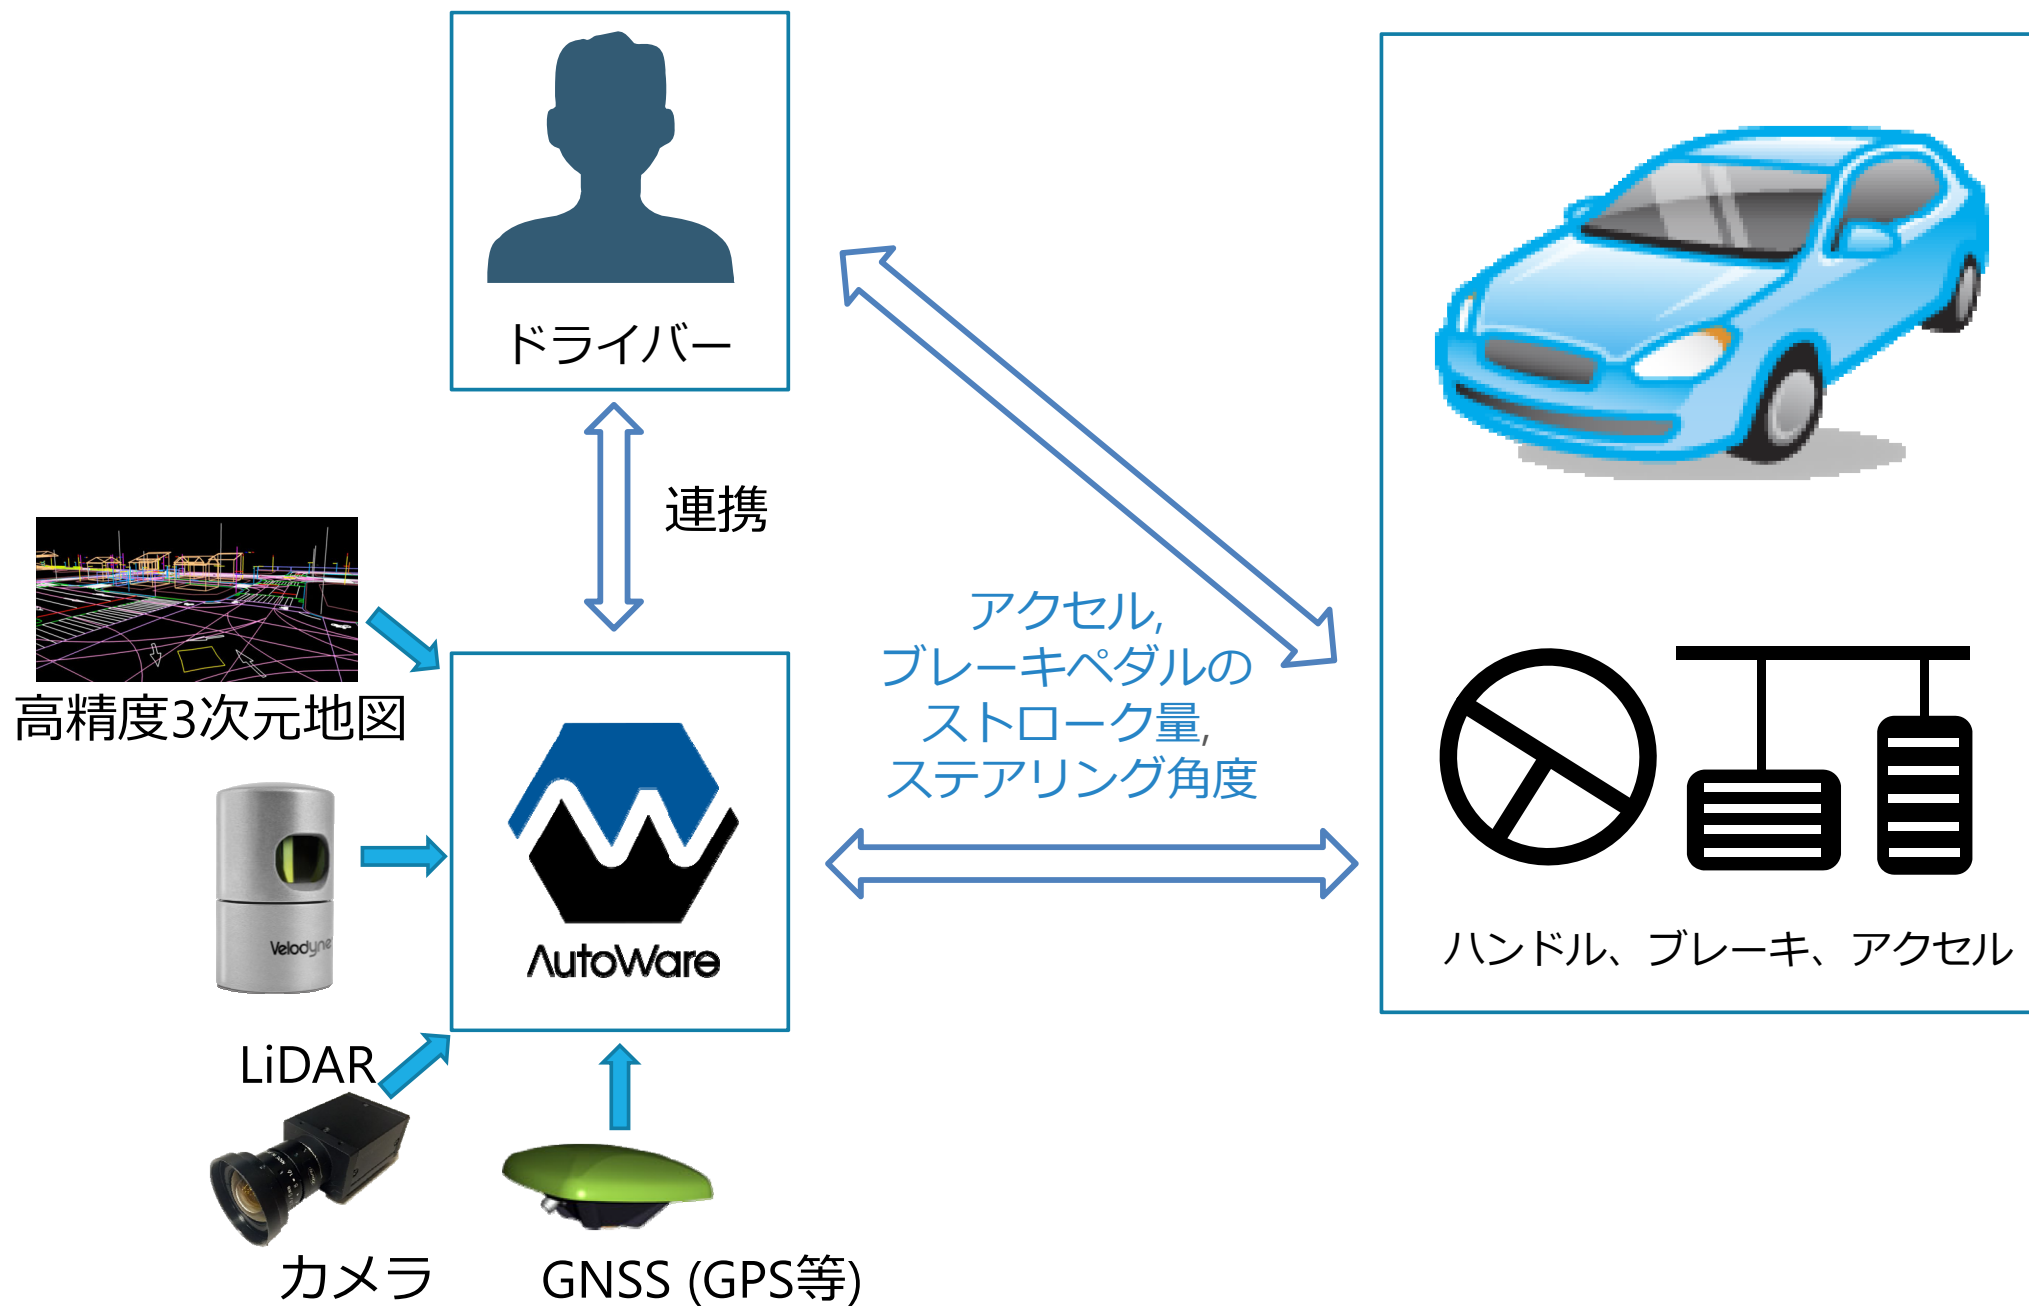 ドライバー
連携
アクセル,
ブレーキペダルの
ストローク量,
ステアリング角度
高精度3次元地図
Velodyne
AutoWare
ハンドル、ブレーキ、アクセル
LiDAR
カメラ
GNSS (GPS等)